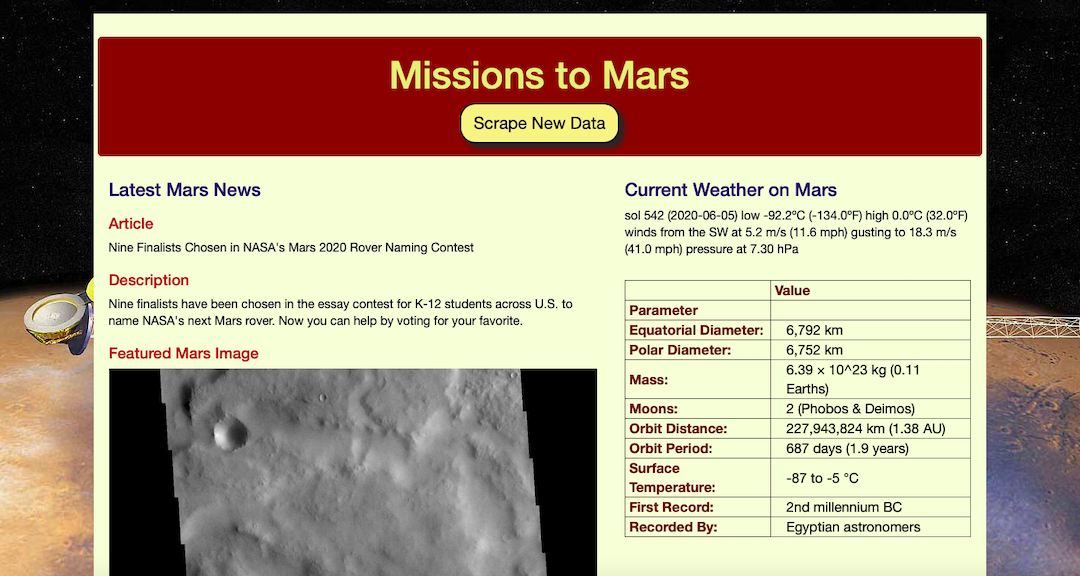 Missions to Mars
Scrape New Data
Latest Mars News
Article
Nine Finalists Chosen in NASA's Mars 2020 Rover Naming Contest
Description
Nine finalists have been chosen in the essay contest for K-12 students across U.S. to
name NASA's next Mars rover. Now you can help by voting for your favorite.
Featured Mars Image
Current Weather on Mars
sol 542 (2020-06-05) low -92.2ºC (-134.0ºF) high 0.0ºC (32.0ºF)
winds from the SW at 5.2 m/s (11.6 mph) gusting to 18.3 m/s
(41.0 mph) pressure at 7.30 hPa
Value
Parameter
Equatorial Diameter: 6,792 km
Polar Diameter: 6,752 km
Mass: 6.39 × 10^23 kg (0.11
Earths)
Moons: 2 (Phobos & Deimos)
Orbit Distance: 227,943,824 km (1.38 AU)
Orbit Period: 687 days (1.9 years)
Surface
Temperature: -87 to -5 °C
First Record: 2nd millennium BC
Recorded By: Egyptian astronomers